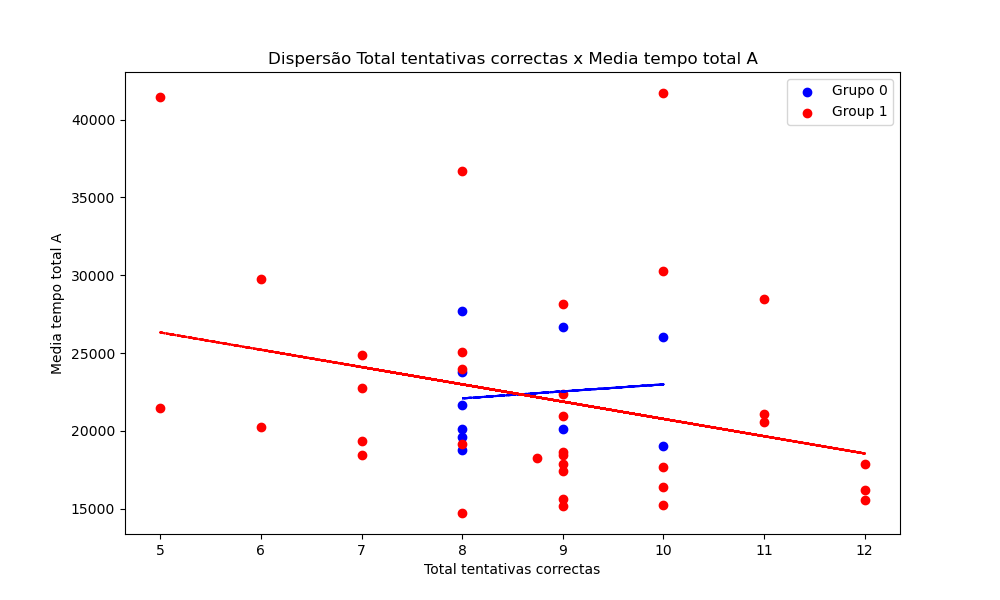 Dispersão Total tentativas correctas x Media tempo total A
Grupo 0
Group 1
Media tempo total A
40000
35000
30000
25000
20000
15000
5 6 7 8 9 10 11 12
Total tentativas correctas